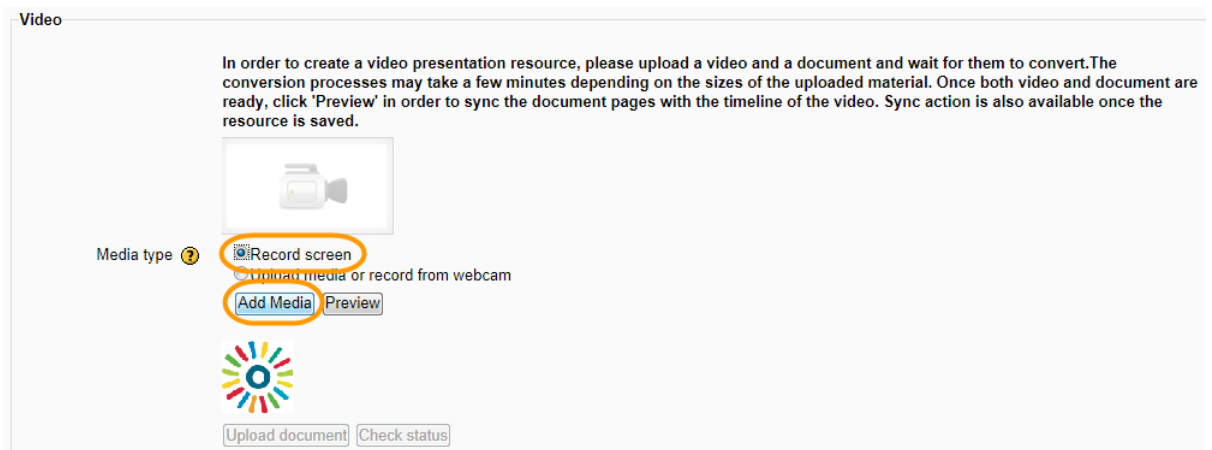 Video
In order to create a video presentation resource, please upload a video and a document and wait for them to convert.The
conversion processes may take a few minutes depending on the sizes of the uploaded material. Once both video and document are
ready, click 'Preview' in order to sync the document pages with the timeline of the video. Sync action is also available once the
resource is saved.
Media type ?
Record screen
Upload media or record from webcam
Add Media Preview
Upload document Check status